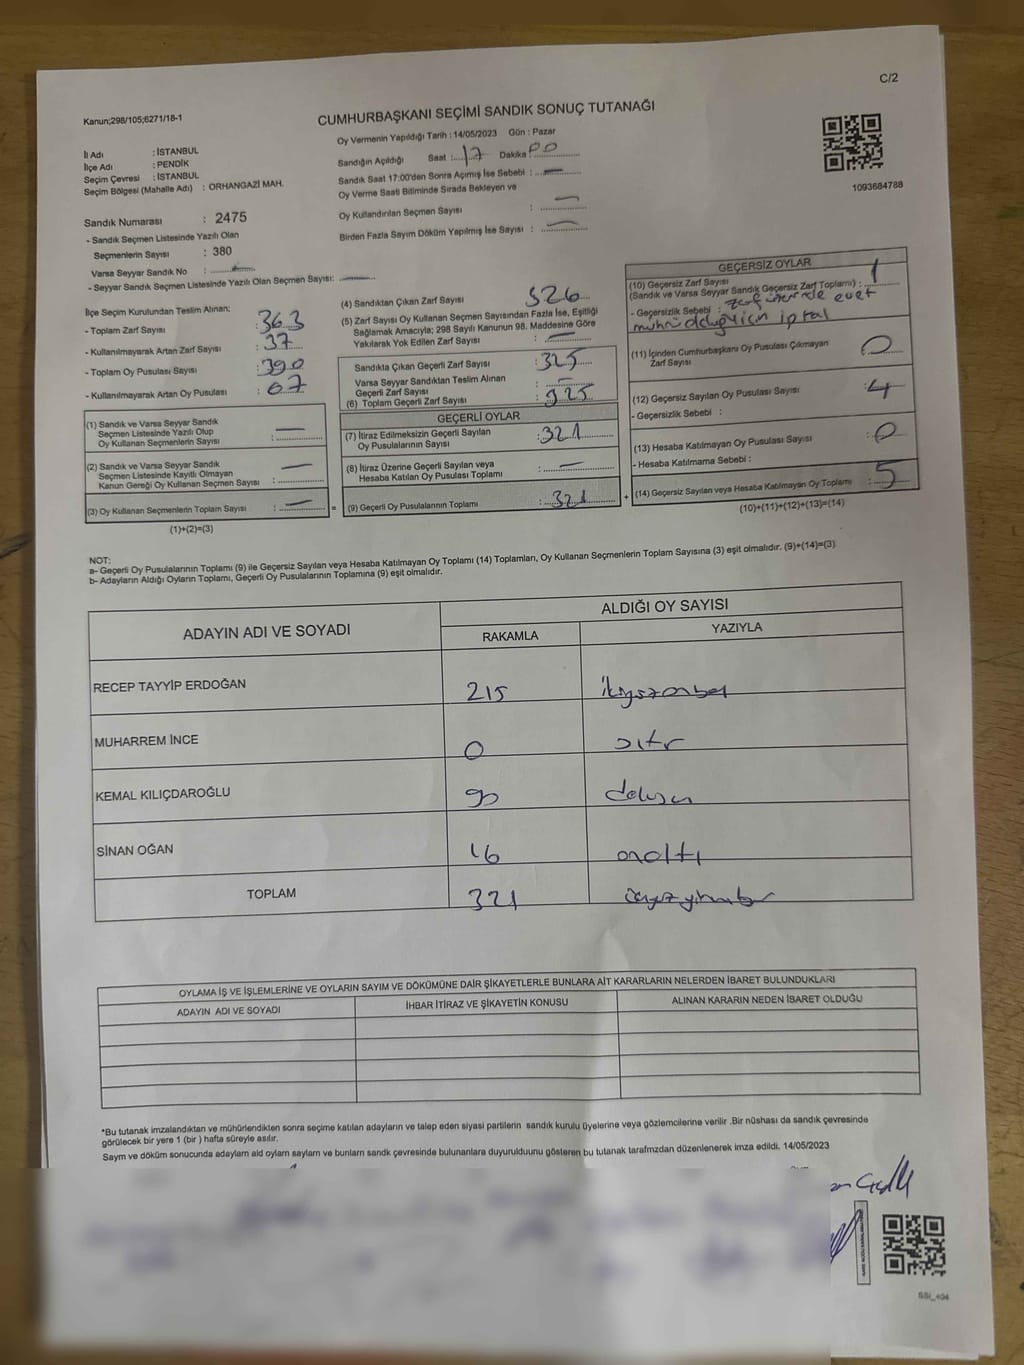 C/2
Kanun;298/105;6271/18-1
CUMHURBAŞKANI SEÇİMİ SANDIK SONUÇ TUTANAĞI
Oy Vermenin Yapıldığı Tarih : 14/05/2023 Gün : Pazar
İl Adı : İSTANBUL
İlçe Adı : PENDİK
Seçim Çevresi : İSTANBUL
Seçim Bölgesi (Mahalle Adı) : ORHANGAZİ MAH.
Sandık Numarası : 2475
- Sandık Seçmen Listesinde Yazılı Olan
Seçmenlerin Sayısı : 380
Varsa Seyyar Sandık No :
- Seyyar Sandık Seçmen Listesinde Yazılı Olan Seçmen Sayısı:
Sandığın Açıldığı Saat : 17 Dakika 00
Sandık Saat 17:00'den Sonra Açımış İse Sebebi :
Oy Verme Saati Bitiminde Sırada Bekleyen ve
Oy Kullandırılan Seçmen Sayısı :
Birden Fazla Sayım Döküm Yapılmış İse Sayısı :
1093684788
İlçe Seçim Kurulundan Teslim Alınan:
- Toplam Zarf Sayısı : 363
- Kullanılmayarak Artan Zarf Sayısı : 37
- Toplam Oy Pusulası Sayısı : 390
- Kullanılmayarak Artan Oy Pusulası : 67
(1) Sandık ve Varsa Seyyar Sandık
Seçmen Listesinde Yazılı Olup
Oy Kullanan Seçmenlerin Sayısı :
(2) Sandık ve Varsa Seyyar Sandık
Seçmen Listesinde Kayıtlı Olmayan
Kanun Gereği Oy Kullanan Seçmen Sayısı :
(3) Oy Kullanan Seçmenlerin Toplam Sayısı :
(1)+(2)=(3)
(4) Sandıktan Çıkan Zarf Sayısı 326
(5) Zarf Sayısı Oy Kullanan Seçmen Sayısından Fazla İse, Eşitliği
Sağlamak Amacıyla; 298 Sayılı Kanunun 98. Maddesine Göre
Yakılarak Yok Edilen Zarf Sayısı :
Sandıkta Çıkan Geçerli Zarf Sayısı : 325
Varsa Seyyar Sandıktan Teslim Alınan
Geçerli Zarf Sayısı :
(6) Toplam Geçerli Zarf Sayısı : 325
GEÇERLİ OYLAR
(7) İtiraz Edilmeksizin Geçerli Sayılan
Oy Pusulalarının Sayısı : 321
(8) İtiraz Üzerine Geçerli Sayılan veya
Hesaba Katılan Oy Pusulası Toplamı :
(9) Geçerli Oy Pusulalarının Toplamı : 321
GEÇERSİZ OYLAR
(10) Geçersiz Zarf Sayısı
(Sandık ve Varsa Seyyar Sandık Geçersiz Zarf Toplamı) : 1
- Geçersizlik Sebebi : zarf üzerinde evet
mührü olduğu için iptal
(11) İçinden Cumhurbaşkanı Oy Pusulası Çıkmayan
Zarf Sayısı 0
(12) Geçersiz Sayılan Oy Pusulası Sayısı : 4
- Geçersizlik Sebebi :
(13) Hesaba Katılmayan Oy Pusulası Sayısı : 0
- Hesaba Katılmama Sebebi :
(14) Geçersiz Sayılan veya Hesaba Katılmayan Oy Toplamı : 5
(10)+(11)+(12)+(13)=(14)
NOT:
a- Geçerli Oy Pusulalarının Toplamı (9) ile Geçersiz Sayılan veya Hesaba Katılmayan Oy Toplamı (14) Toplamları, Oy Kullanan Seçmenlerin Toplam Sayısına (3) eşit olmalıdır. (9)+(14)=(3)
b- Adayların Aldığı Oyların Toplamı, Geçerli Oy Pusulalarının Toplamına (9) eşit olmalıdır.
ADAYIN ADI VE SOYADI ALDIĞI OY SAYISI
RAKAMLA YAZIYLA
RECEP TAYYİP ERDOĞAN 215 ikiyüzonbeş
MUHARREM İNCE 0 sıfır
KEMAL KILIÇDAROĞLU 90 doksan
SİNAN OĞAN 16 onaltı
TOPLAM 321 üçyüzyirmibir
OYLAMA İŞ VE İŞLEMLERİNE VE OYLARIN SAYIM VE DÖKÜMÜNE DAİR ŞİKAYETLERLE BUNLARA AİT KARARLARIN NELERDEN İBARET BULUNDUKLARI
ADAYIN ADI VE SOYADI İHBAR İTİRAZ VE ŞİKAYETİN KONUSU ALINAN KARARIN NEDEN İBARET OLDUĞU
*Bu tutanak imzalandıktan ve mühürlendikten sonra seçime katılan adayların ve talep eden siyasi partilerin sandık kurulu üyelerine veya gözlemcilerine verilir .Bir nüshası da sandık çevresinde
görülecek bir yere 1 (bir ) hafta süreyle asılır.
Sayım ve döküm sonucunda adayların ald oyların sayların ve bunların sandk çevresinde bulunanlara duyurulduunu gösteren bu tutanak tarafmzdan düzenlenerek imza edildi. 14/05/2023